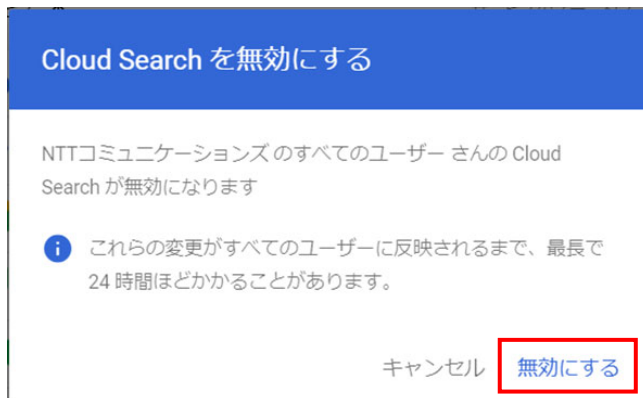 Cloud Search を無効にする
NTTコミュニケーションズ のすべてのユーザー さんの Cloud
Search が無効になります
これらの変更がすべてのユーザーに反映されるまで、最長で
24 時間ほどかかることがあります。
キャンセル 無効にする